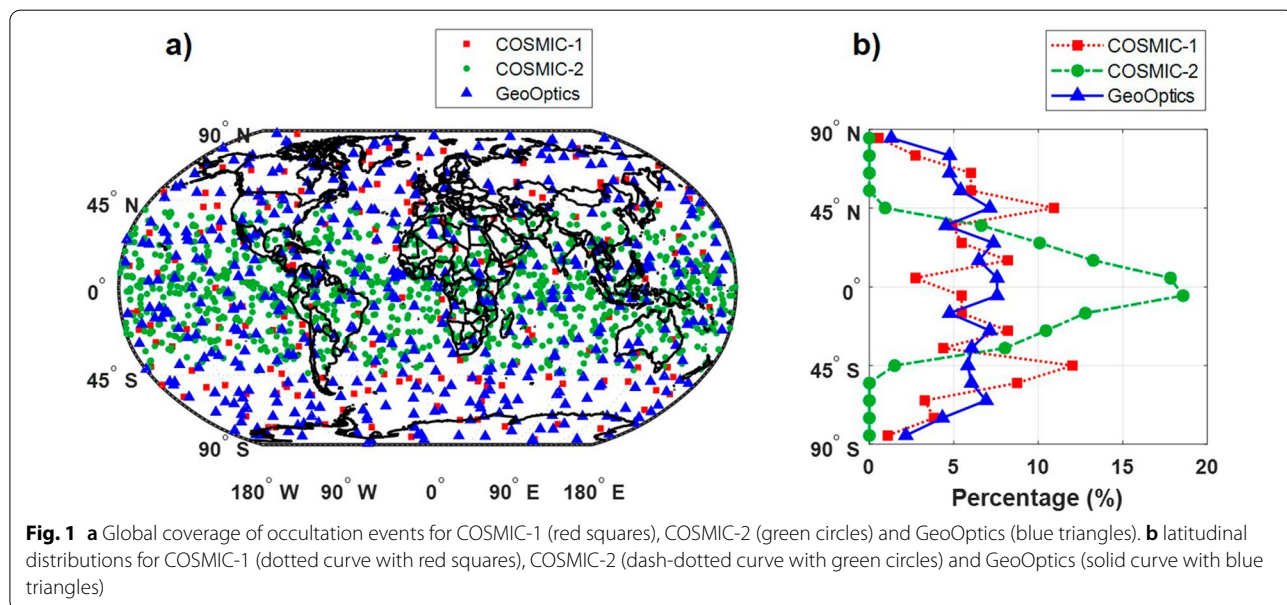 a)
COSMIC-1
COSMIC-2
GeoOptics
90° N
45° N
0°
45° S
90° S
180° W 90° W 0° 90° E 180° E
b)
COSMIC-1
COSMIC-2
GeoOptics
90° N
45° N
0°
45° S
90° S
0 5 10 15 20
Percentage (%)
Fig. 1 a Global coverage of occultation events for COSMIC-1 (red squares), COSMIC-2 (green circles) and GeoOptics (blue triangles). b latitudinal
distributions for COSMIC-1 (dotted curve with red squares), COSMIC-2 (dash-dotted curve with green circles) and GeoOptics (solid curve with blue
triangles)